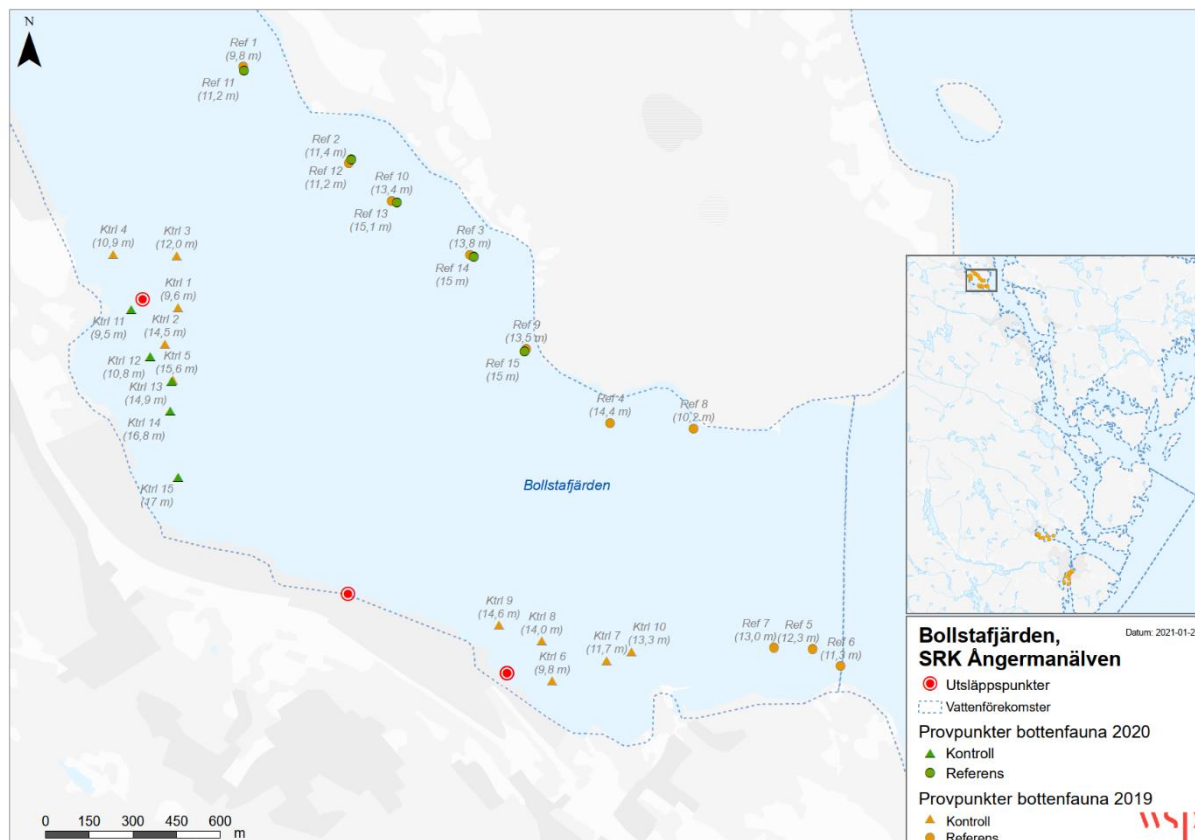 N
Ref 1
(9,8 m)
Ref 11
(11,2 m)
Ref 2
(11,4 m)
Ref 12
(11,2 m)
Ref 10
(13,4 m)
Ref 13
(15,1 m)
Ref 3
(13,8 m)
Ref 14
(15 m)
Ktrl 4
(10,9 m)
Ktrl 3
(12,0 m)
Ktrl 1
(9,6 m)
Ktrl 11
(9,5 m)
Ktrl 2
(14,5 m)
Ktrl 12
(10,8 m)
Ktrl 5
(15,6 m)
Ktrl 13
(14,9 m)
Ktrl 14
(16,8 m)
Ktrl 15
(17 m)
Ref 9
(13,5 m)
Ref 15
(15 m)
Ref 4
(14,4 m)
Ref 8
(10,2 m)
Bollstafjärden
Ktrl 9
(14,6 m)
Ktrl 8
(14,0 m)
Ktrl 6
(9,8 m)
Ktrl 7
(11,7 m)
Ktrl 10
(13,3 m)
Ref 7
(13,0 m)
Ref 5
(12,3 m)
Ref 6
(11,3 m)
0 150 300 450 600
m
Bollstafjärden,
SRK Ångermanälven
Datum: 2021-01-2
Utsläppspunkter
Vattenförekomster
Provpunkter bottenfauna 2020
Kontroll
Referens
Provpunkter bottenfauna 2019
Kontroll
Referens